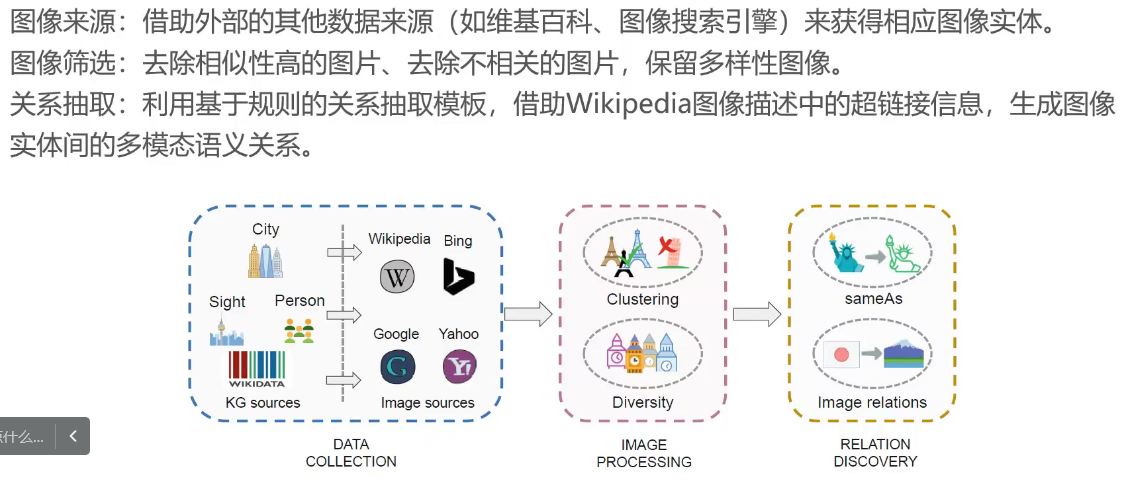 图像来源：借助外部的其他数据来源（如维基百科、图像搜索引擎）来获得相应图像实体。
图像筛选：去除相似性高的图片、去除不相关的图片，保留多样性图像。
关系抽取：利用基于规则的关系抽取模板，借助Wikipedia图像描述中的超链接信息，生成图像
实体间的多模态语义关系。
City
Wikipedia Bing
W
Sight Person
Google Yahoo
G Y!
WIKIDATA
KG sources Image sources
Clustering
Diversity
sameAs
Image relations
什么...
DATA
COLLECTION
IMAGE
PROCESSING
RELATION
DISCOVERY